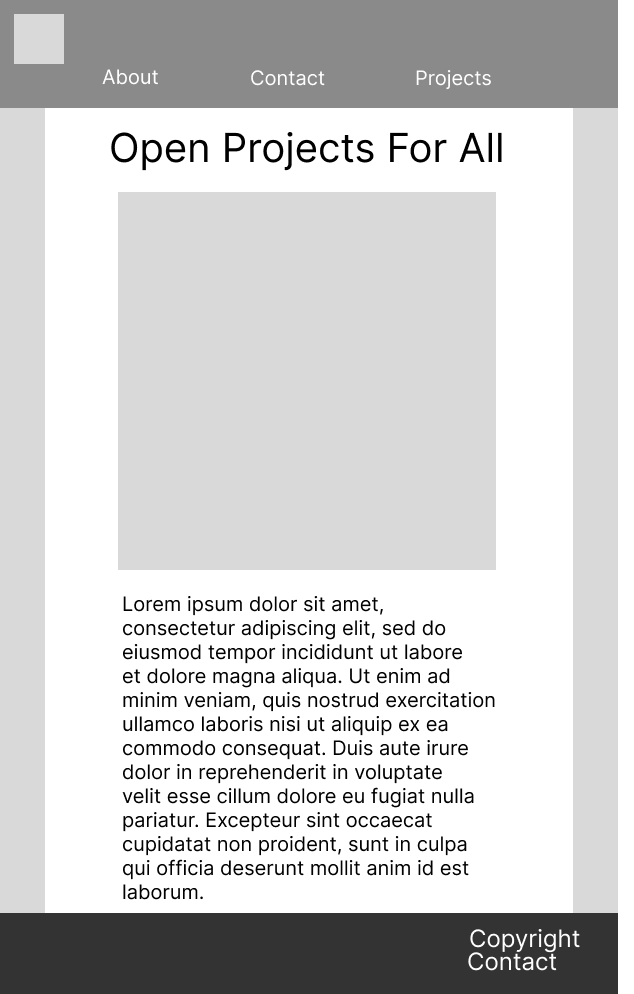 About
Contact
Projects
Open Projects For All
Lorem ipsum dolor sit amet,
consectetur adipiscing elit, sed do
eiusmod tempor incididunt ut labore
et dolore magna aliqua. Ut enim ad
minim veniam, quis nostrud exercitation
ullamco laboris nisi ut aliquip ex ea
commodo consequat. Duis aute irure
dolor in reprehenderit in voluptate
velit esse cillum dolore eu fugiat nulla
pariatur. Excepteur sint occaecat
cupidatat non proident, sunt in culpa
qui officia deserunt mollit anim id est
laborum.
Copyright
Contact